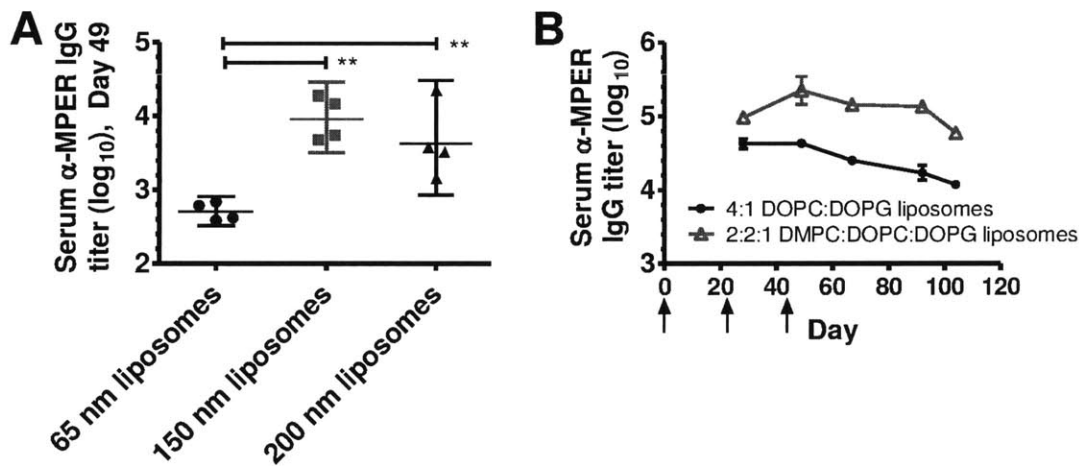 A
Serum α-MPER IgG
titer (log10), Day 49
5
4
3
2
**
**
65 nm liposomes
150 nm liposomes
200 nm liposomes
B
Serum α-MPER
IgG titer (log10)
6
5
4
3
4:1 DOPC:DOPG liposomes
2:2:1 DMPC:DOPC:DOPG liposomes
0 20 40 60 80 100 120
Day